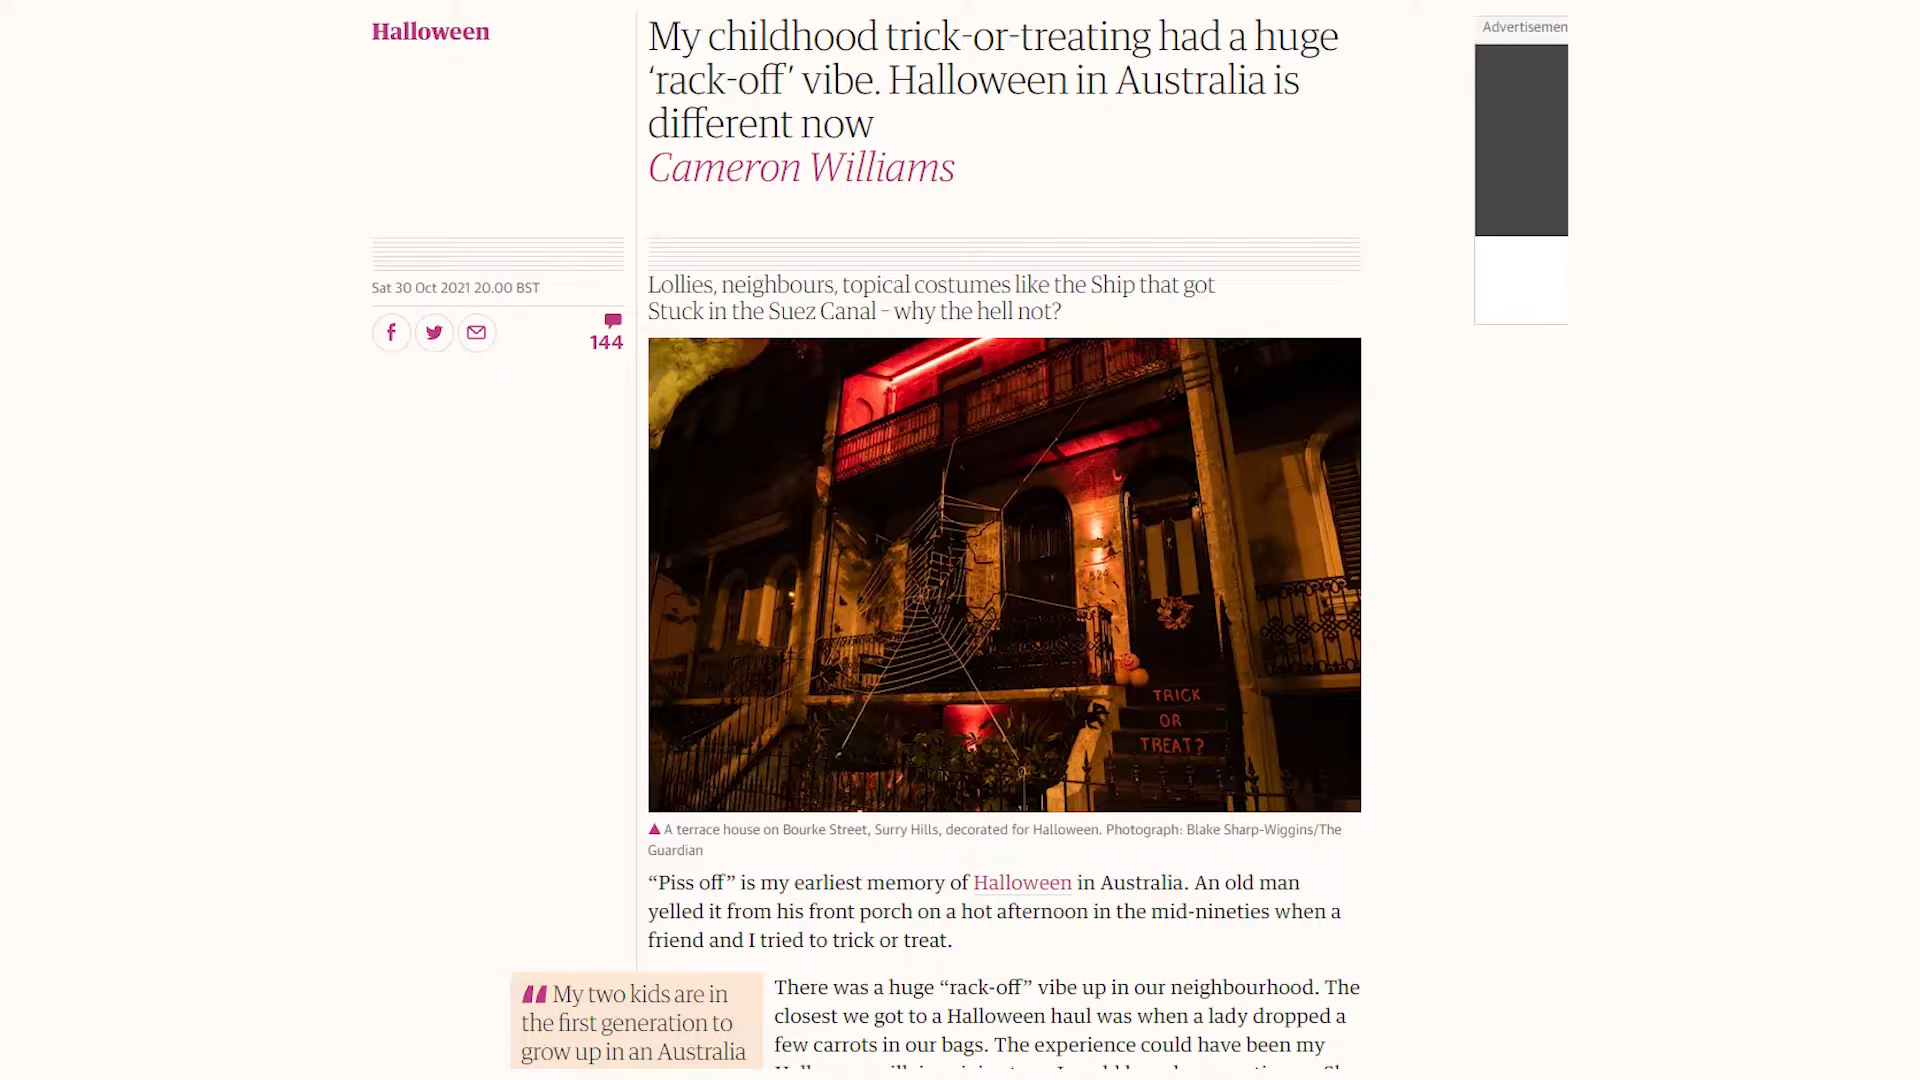 Halloween
My childhood trick-or-treating had a huge
‘rack-off’ vibe. Halloween in Australia is
different now
Cameron Williams
Advertisemen
Sat 30 Oct 2021 20.00 BST
144
Lollies, neighbours, topical costumes like the Ship that got
Stuck in the Suez Canal – why the hell not?
524
TRICK
OR
TREAT?
A terrace house on Bourke Street, Surry Hills, decorated for Halloween. Photograph: Blake Sharp-Wiggins/The
Guardian
“Piss off” is my earliest memory of Halloween in Australia. An old man
yelled it from his front porch on a hot afternoon in the mid-nineties when a
friend and I tried to trick or treat.
My two kids are in
the first generation to
grow up in an Australia
There was a huge “rack-off” vibe up in our neighbourhood. The
closest we got to a Halloween haul was when a lady dropped a
few carrots in our bags. The experience could have been my